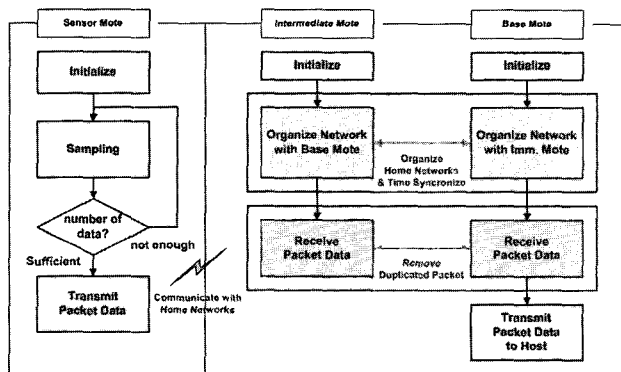 Sensor Mote
Intermediate Mote
Base Mote
Initialize
Initialize
Initialize
Sampling
Organize Network
with Base Mote
Organize Network
with Imm. Mote
Organize
Home Networks
& Time Syncronize
number of
data?
not enough
Sufficient
Receive
Packet Data
Remove
Duplicated Packet
Receive
Packet Data
Communicate with
Home Networks
Transmit
Packet Data
Transmit
Packet Data
to Host